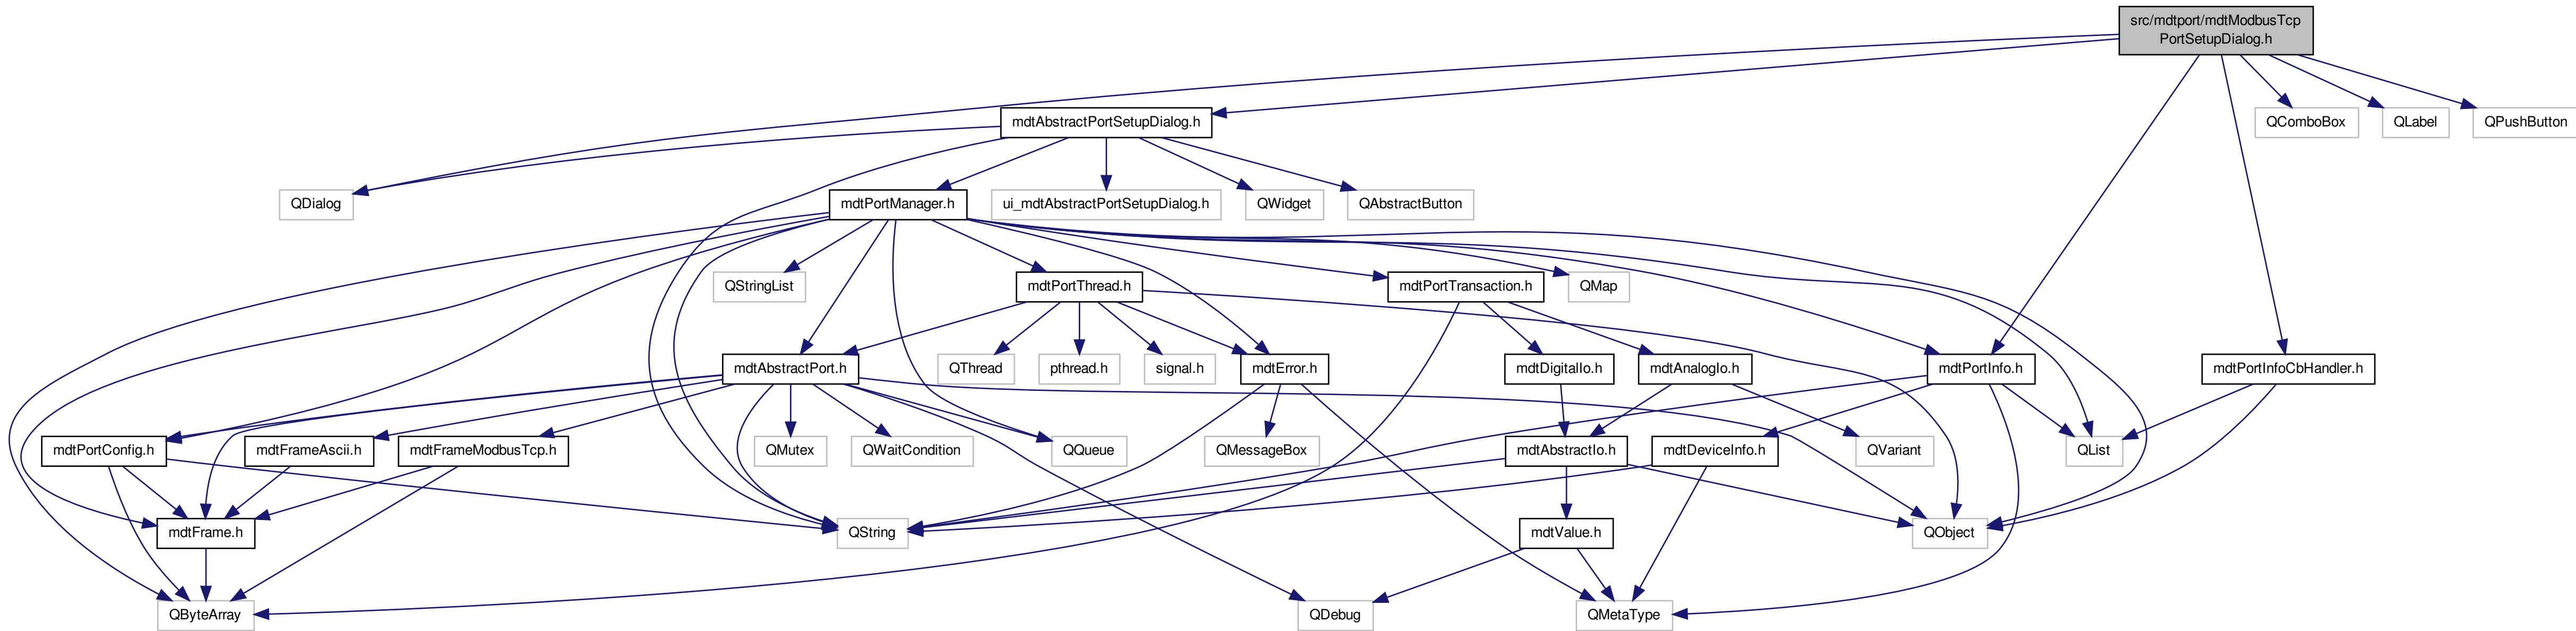 src/mdtport/mdtModbusTcp
PortSetupDialog.h
mdtAbstractPortSetupDialog.h
QComboBox
QLabel
QPushButton
QDialog
mdtPortManager.h
ui_mdtAbstractPortSetupDialog.h
QWidget
QAbstractButton
QStringList
mdtPortThread.h
mdtPortTransaction.h
QMap
mdtAbstractPort.h
QThread
pthread.h
signal.h
mdtError.h
mdtDigitalIo.h
mdtAnalogIo.h
mdtPortInfo.h
mdtPortInfoCbHandler.h
mdtPortConfig.h
mdtFrameAscii.h
mdtFrameModbusTcp.h
QMutex
QWaitCondition
QQueue
QMessageBox
mdtAbstractIo.h
mdtDeviceInfo.h
QVariant
QList
mdtFrame.h
QString
mdtValue.h
QObject
QByteArray
QDebug
QMetaType